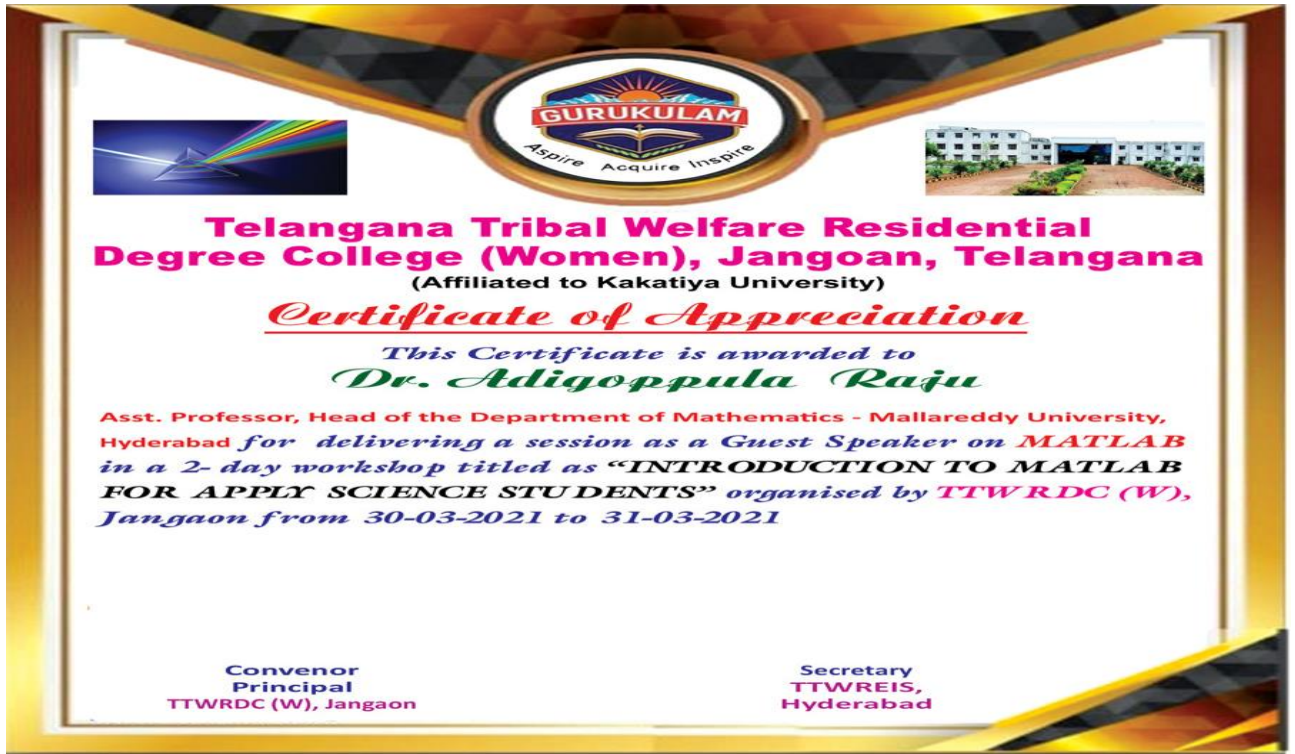 GURUKULAM
Aspire Acquire Inspire
Telangana Tribal Welfare Residential
Degree College (Women), Jangoan, Telangana
(Affiliated to Kakatiya University)
Certificate of Appreciation
This Certificate is awarded to
Dr. Adigoppula Raju
Asst. Professor, Head of the Department of Mathematics - Mallareddy University,
Hyderabad for delivering a session as a Guest Speaker on MATLAB
in a 2- day workshop titled as “INTRODUCTION TO MATLAB
FOR APPLY SCIENCE STUDENTS” organised by TTWRDC (W),
Jangaon from 30-03-2021 to 31-03-2021
Convenor
Principal
TTWRDC (W), Jangaon
Secretary
TTWREIS,
Hyderabad